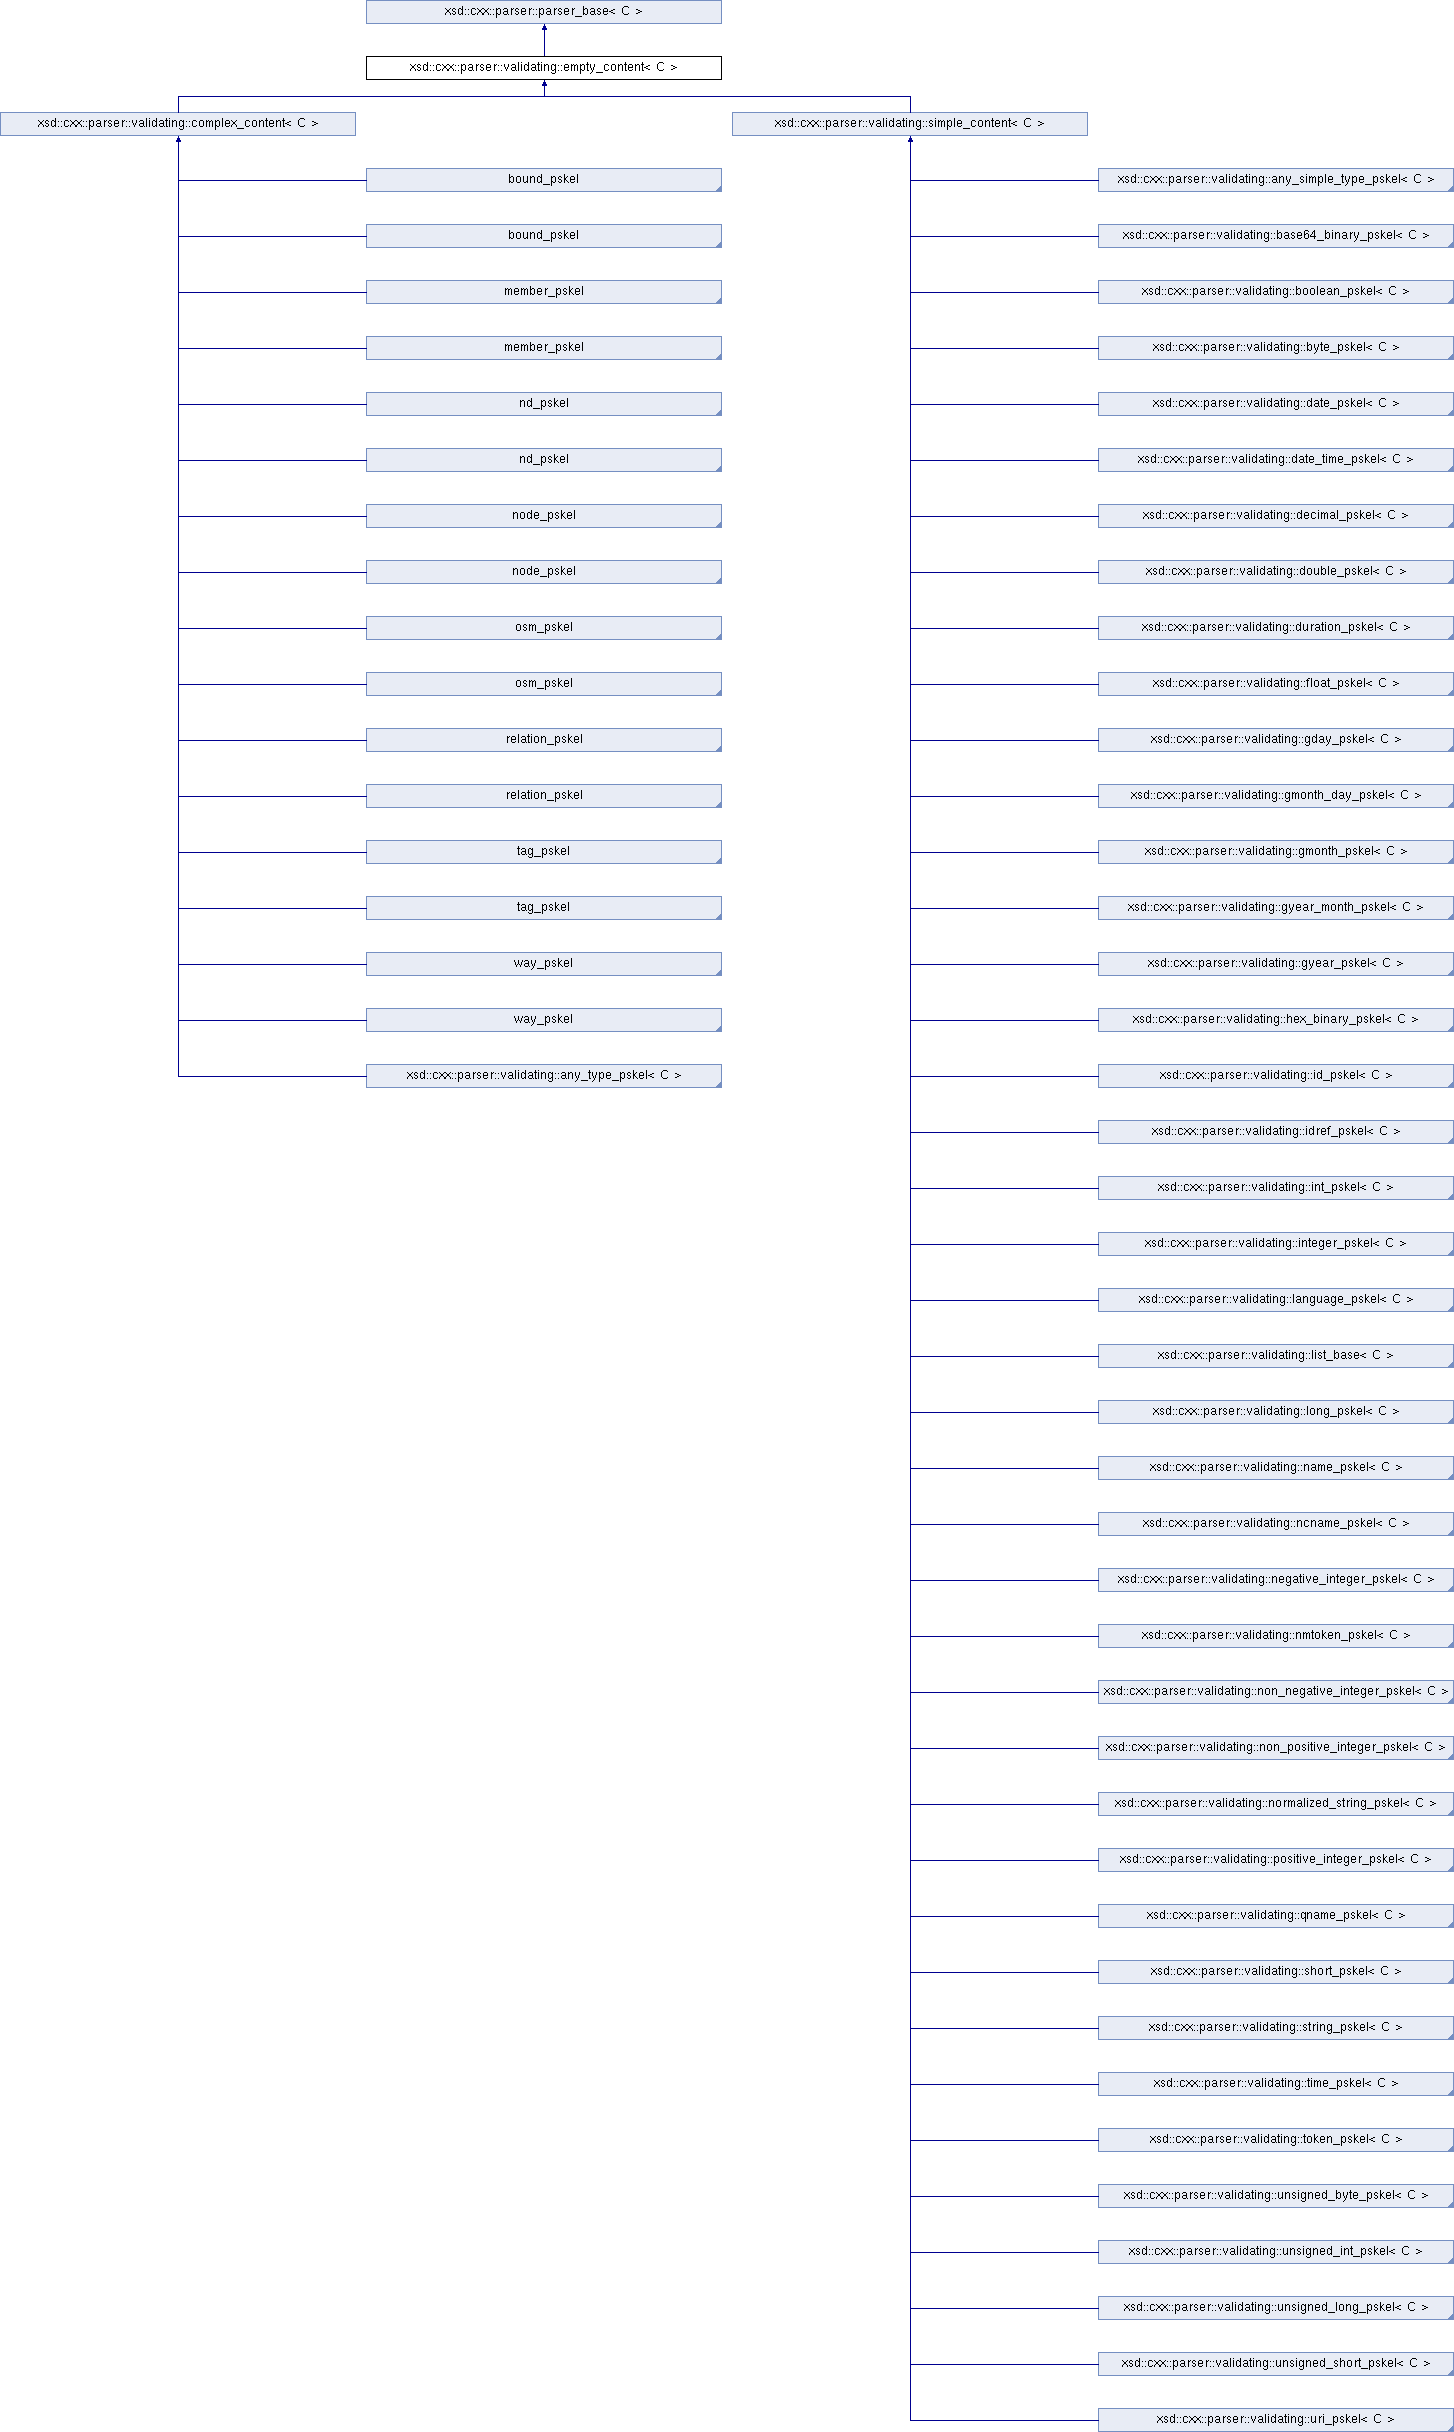 xsd::cxx::parser::parser_base< C >
xsd::cxx::parser::validating::empty_content< C >
xsd::cxx::parser::validating::complex_content< C >
xsd::cxx::parser::validating::simple_content< C >
bound_pskel
xsd::cxx::parser::validating::any_simple_type_pskel< C >
bound_pskel
xsd::cxx::parser::validating::base64_binary_pskel< C >
member_pskel
xsd::cxx::parser::validating::boolean_pskel< C >
member_pskel
xsd::cxx::parser::validating::byte_pskel< C >
nd_pskel
xsd::cxx::parser::validating::date_pskel< C >
nd_pskel
xsd::cxx::parser::validating::date_time_pskel< C >
node_pskel
xsd::cxx::parser::validating::decimal_pskel< C >
node_pskel
xsd::cxx::parser::validating::double_pskel< C >
osm_pskel
xsd::cxx::parser::validating::duration_pskel< C >
osm_pskel
xsd::cxx::parser::validating::float_pskel< C >
relation_pskel
xsd::cxx::parser::validating::gday_pskel< C >
relation_pskel
xsd::cxx::parser::validating::gmonth_day_pskel< C >
tag_pskel
xsd::cxx::parser::validating::gmonth_pskel< C >
tag_pskel
xsd::cxx::parser::validating::gyear_month_pskel< C >
way_pskel
xsd::cxx::parser::validating::gyear_pskel< C >
way_pskel
xsd::cxx::parser::validating::hex_binary_pskel< C >
xsd::cxx::parser::validating::any_type_pskel< C >
xsd::cxx::parser::validating::id_pskel< C >
xsd::cxx::parser::validating::idref_pskel< C >
xsd::cxx::parser::validating::int_pskel< C >
xsd::cxx::parser::validating::integer_pskel< C >
xsd::cxx::parser::validating::language_pskel< C >
xsd::cxx::parser::validating::list_base< C >
xsd::cxx::parser::validating::long_pskel< C >
xsd::cxx::parser::validating::name_pskel< C >
xsd::cxx::parser::validating::ncname_pskel< C >
xsd::cxx::parser::validating::negative_integer_pskel< C >
xsd::cxx::parser::validating::nmtoken_pskel< C >
xsd::cxx::parser::validating::non_negative_integer_pskel< C >
xsd::cxx::parser::validating::non_positive_integer_pskel< C >
xsd::cxx::parser::validating::normalized_string_pskel< C >
xsd::cxx::parser::validating::positive_integer_pskel< C >
xsd::cxx::parser::validating::qname_pskel< C >
xsd::cxx::parser::validating::short_pskel< C >
xsd::cxx::parser::validating::string_pskel< C >
xsd::cxx::parser::validating::time_pskel< C >
xsd::cxx::parser::validating::token_pskel< C >
xsd::cxx::parser::validating::unsigned_byte_pskel< C >
xsd::cxx::parser::validating::unsigned_int_pskel< C >
xsd::cxx::parser::validating::unsigned_long_pskel< C >
xsd::cxx::parser::validating::unsigned_short_pskel< C >
xsd::cxx::parser::validating::uri_pskel< C >